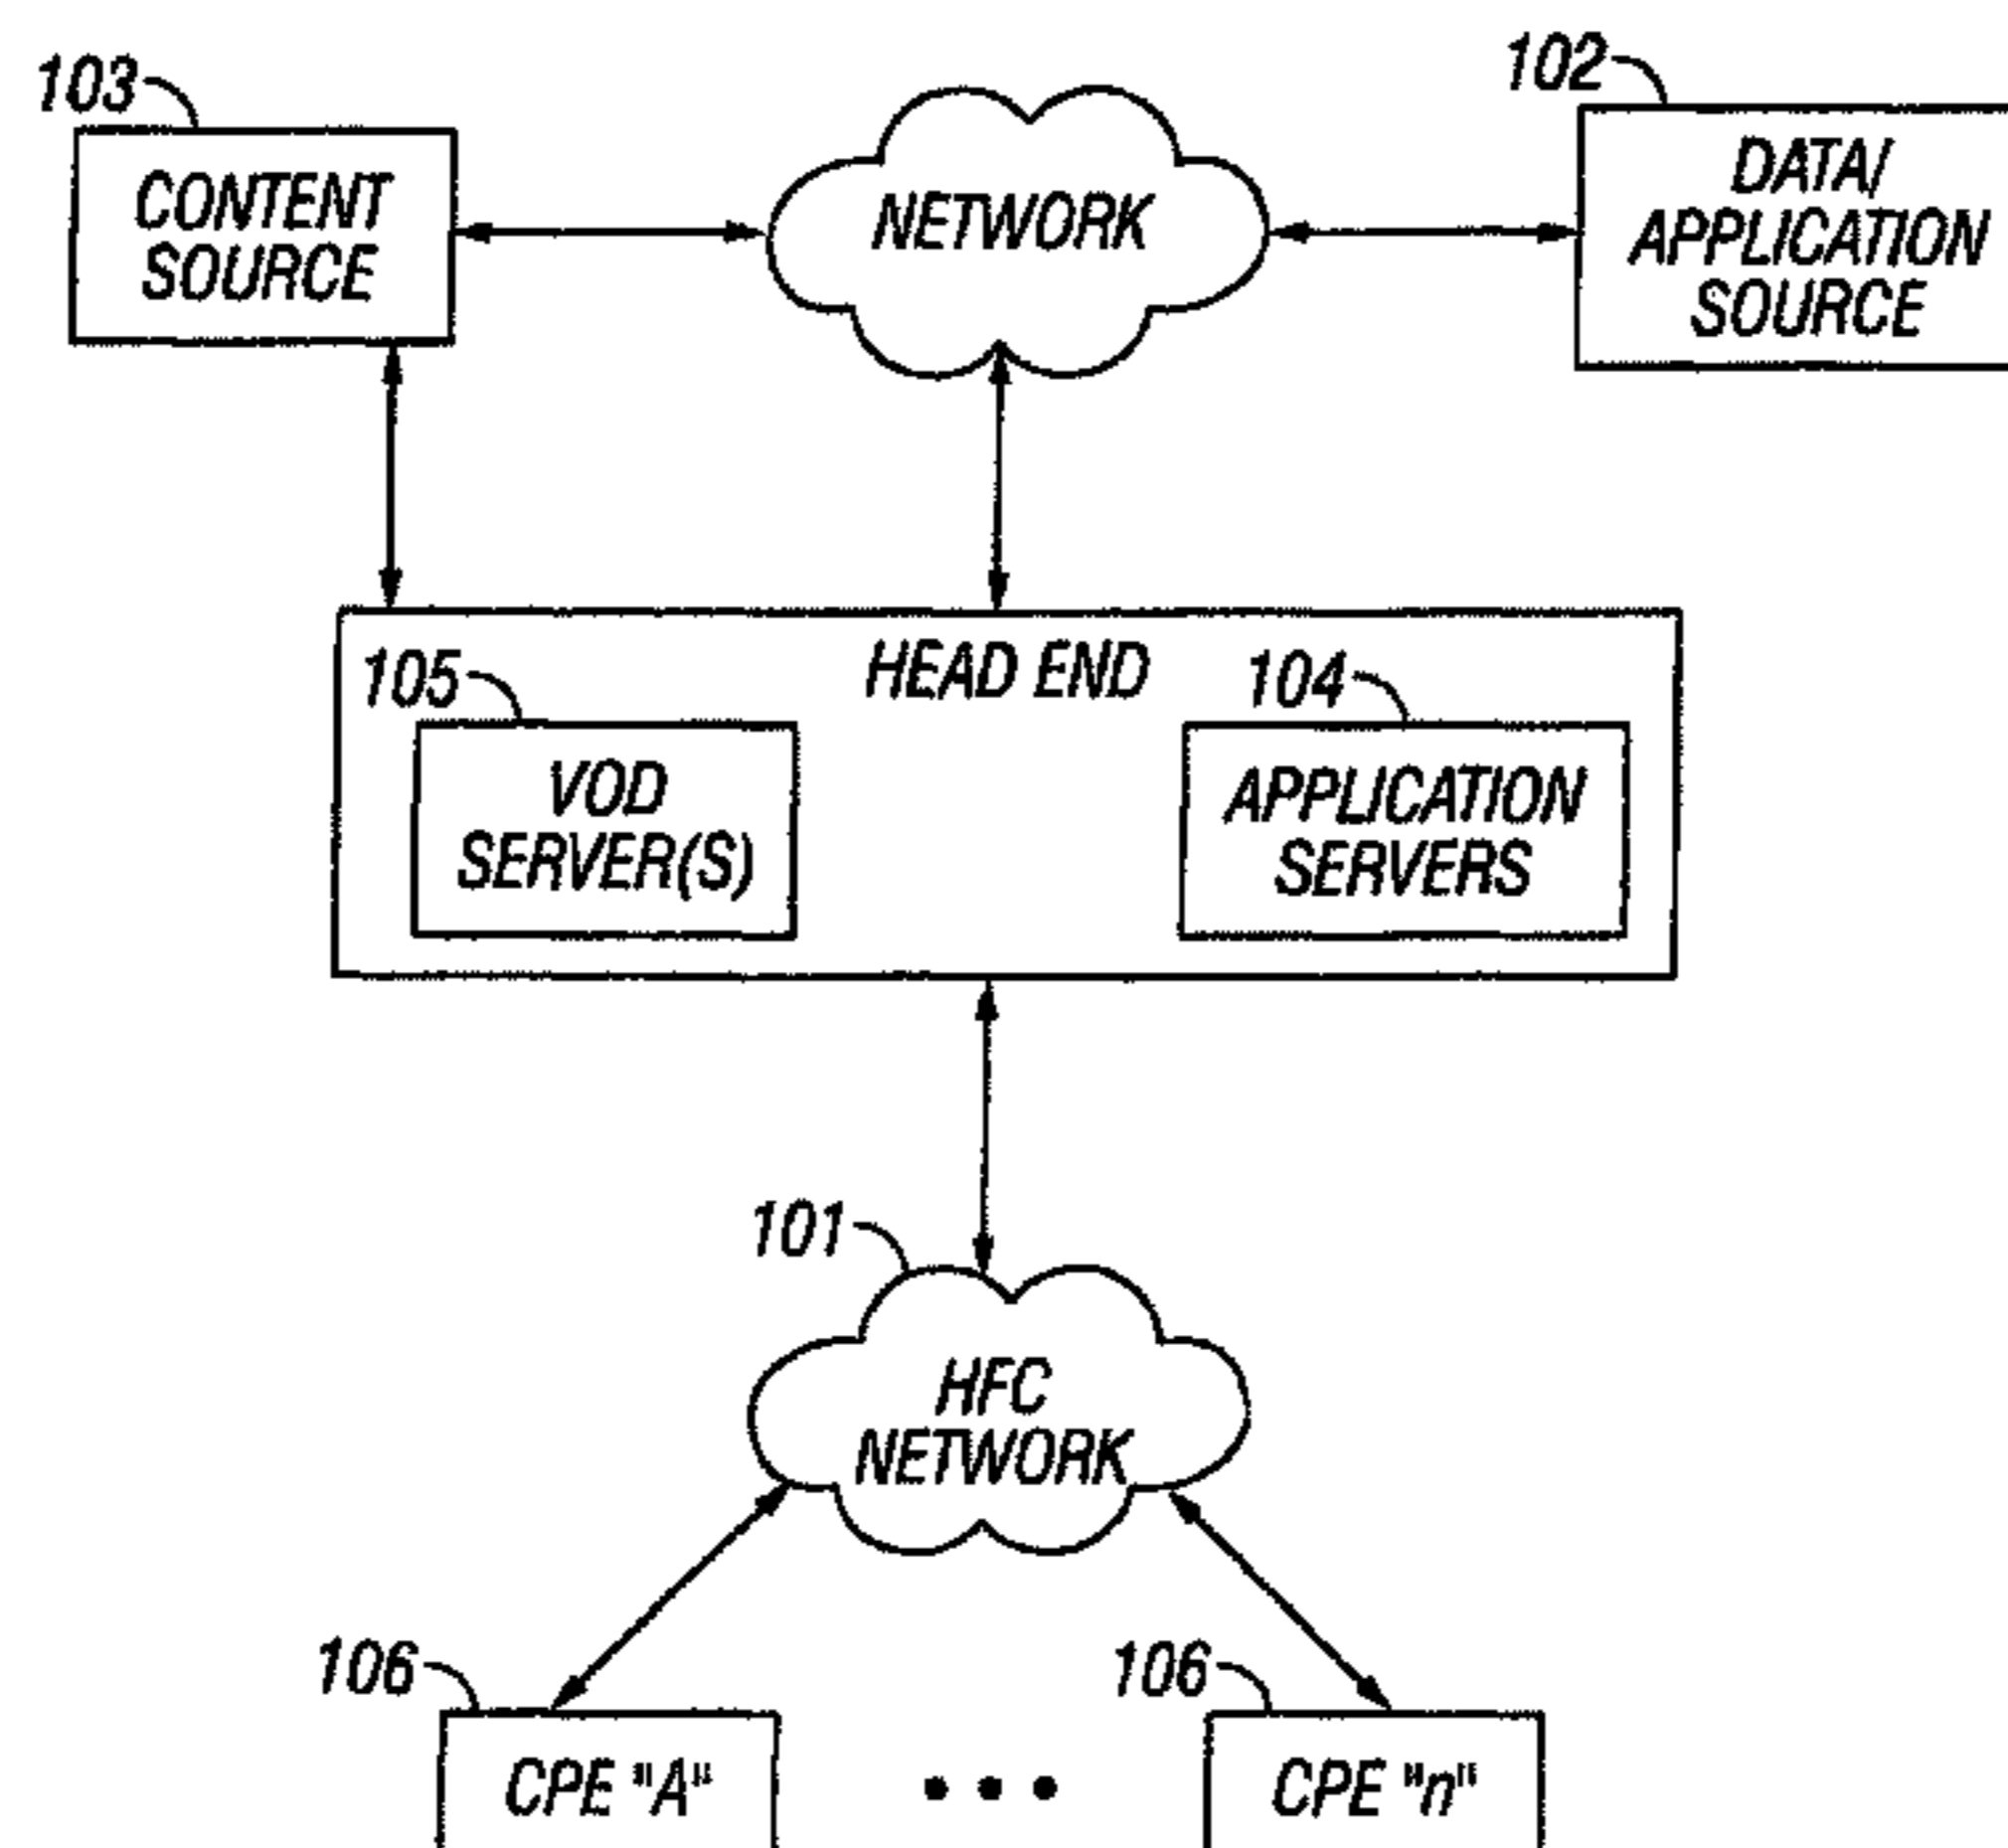 103
102
CONTENT
SOURCE
NETWORK
DATA/
APPLICATION
SOURCE
HEAD END
105
104
VOD
SERVER(S)
APPLICATION
SERVERS
101
HFC
NETWORK
106
106
CPE "A"
CPE "n"